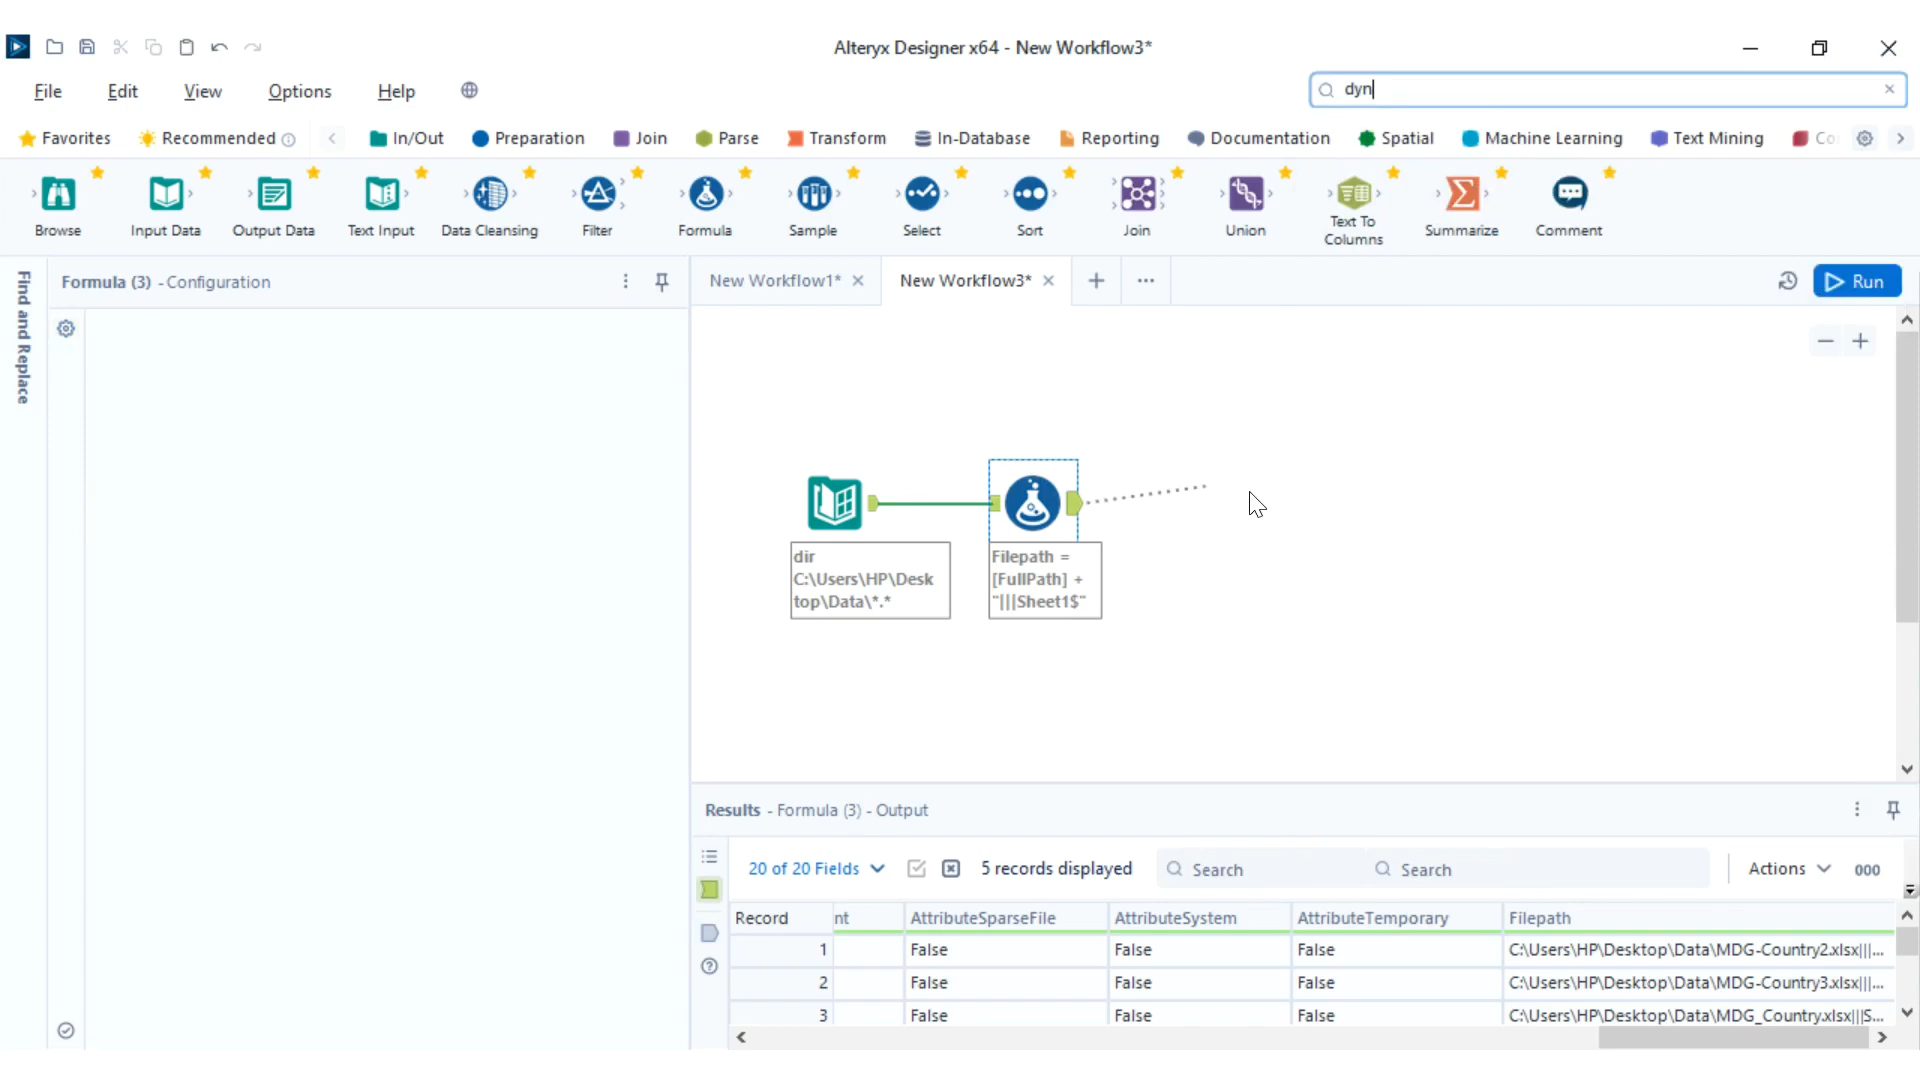 Alteryx Designer x64 - New Workflow3*
File Edit View Options Help
dyn
Favorites Recommended In/Out Preparation Join Parse Transform In-Database Reporting Documentation Spatial Machine Learning Text Mining Co
Browse Input Data Output Data Text Input Data Cleansing Filter Formula Sample Select Sort Join Union Text To Columns Summarize Comment
Find and Replace
Formula (3) - Configuration
New Workflow1* New Workflow3* Run
dir
C:\Users\HP\Desk
top\Data\*.*
Filepath =
[FullPath] +
"|||Sheet1$"
Results - Formula (3) - Output
20 of 20 Fields 5 records displayed Search Search Actions 000
Record nt AttributeSparseFile AttributeSystem AttributeTemporary Filepath
1 False False False C:\Users\HP\Desktop\Data\MDG-Country2.xlsx|||...
2 False False False C:\Users\HP\Desktop\Data\MDG-Country3.xlsx|||...
3 False False False C:\Users\HP\Desktop\Data\MDG_Country.xlsx|||S...